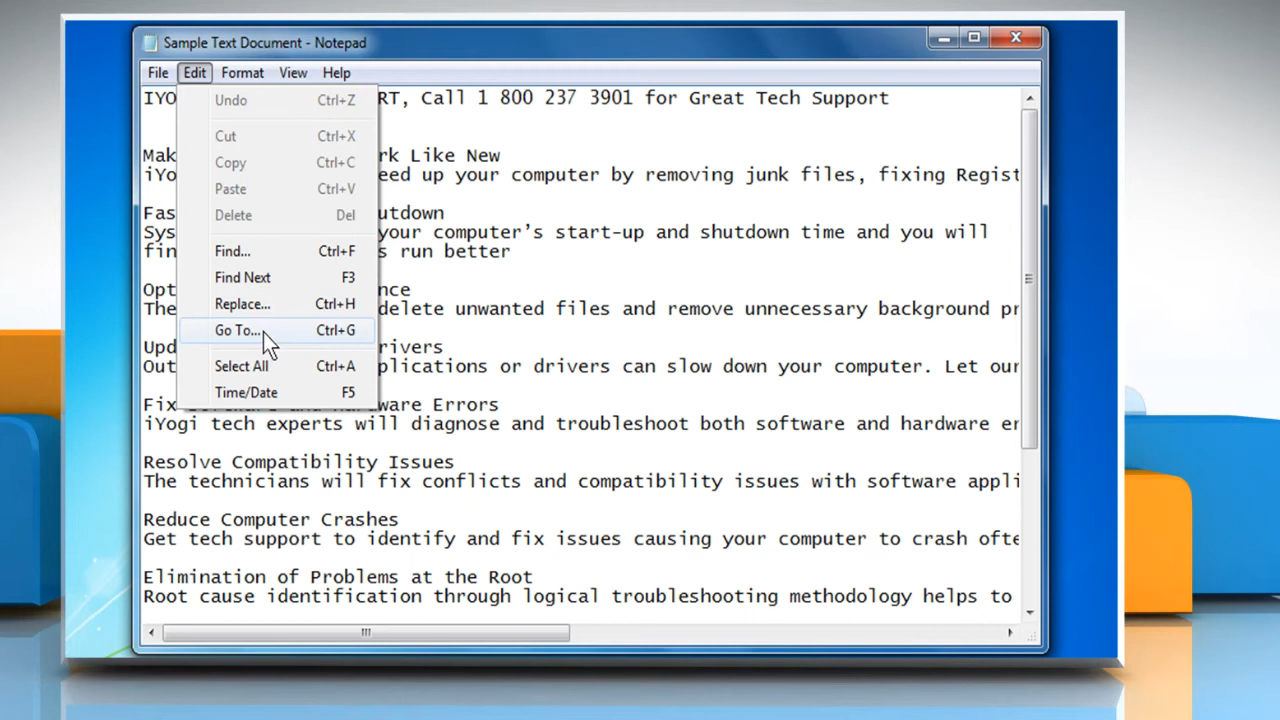 Sample Text Document - Notepad
File Edit Format View Help
Undo Ctrl+Z
Cut Ctrl+X
Copy Ctrl+C
Paste Ctrl+V
Delete Del
Find... Ctrl+F
Find Next F3
Replace... Ctrl+H
Go To... Ctrl+G
Select All Ctrl+A
Time/Date F5
IYO RT, Call 1 800 237 3901 for Great Tech Support
Mak rk Like New
iYo eed up your computer by removing junk files, fixing Regist
Fas utdown
Sys your computer’s start-up and shutdown time and you will
fin s run better
Opt nce
The delete unwanted files and remove unnecessary background pr
Upd rivers
Out plications or drivers can slow down your computer. Let our
Fix Software and Hardware Errors
iYogi tech experts will diagnose and troubleshoot both software and hardware er
Resolve Compatibility Issues
The technicians will fix conflicts and compatibility issues with software appli
Reduce Computer Crashes
Get tech support to identify and fix issues causing your computer to crash ofte
Elimination of Problems at the Root
Root cause identification through logical troubleshooting methodology helps to